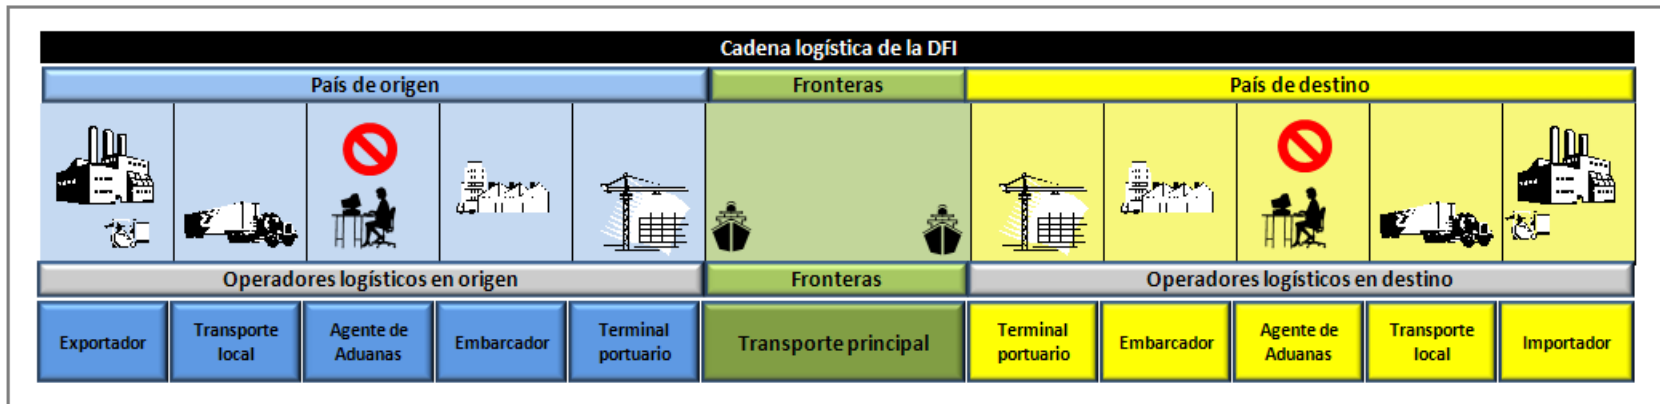 Cadena logística de la DFI
País de origen
Fronteras
País de destino
Operadores logísticos en origen
Fronteras
Operadores logísticos en destino
Exportador
Transporte
local
Agente de
Aduanas
Embarcador
Terminal
portuario
Transporte principal
Terminal
portuario
Embarcador
Agente de
Aduanas
Transporte
local
Importador